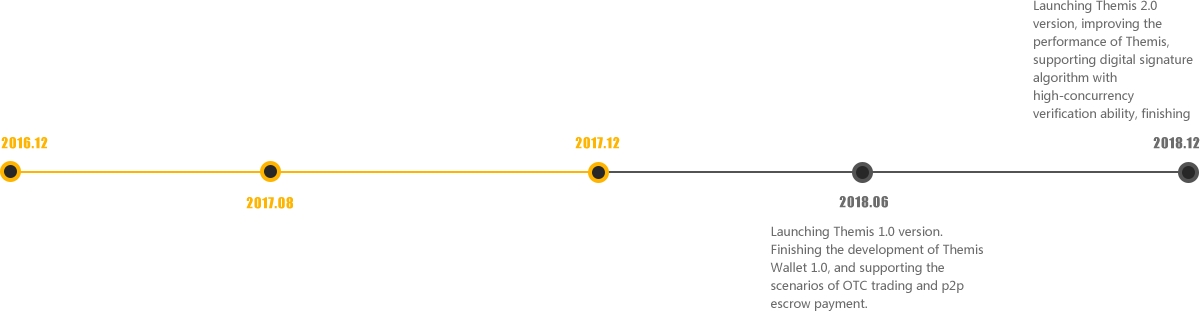 Launching Themis 2.0
version, improving the
performance of Themis,
supporting digital signature
algorithm with
high-concurrency
verification ability, finishing
2016.12
2017.12
2018.12
2017.08
2018.06
Launching Themis 1.0 version.
Finishing the development of Themis
Wallet 1.0, and supporting the
scenarios of OTC trading and p2p
escrow payment.